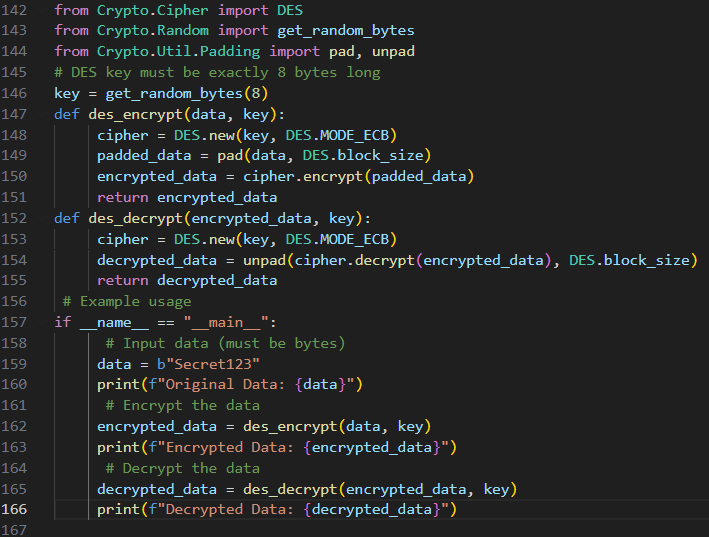 142 from Crypto.Cipher import DES
143 from Crypto.Random import get_random_bytes
144 from Crypto.Util.Padding import pad, unpad
145 # DES key must be exactly 8 bytes long
146 key = get_random_bytes(8)
147 def des_encrypt(data, key):
148     cipher = DES.new(key, DES.MODE_ECB)
149     padded_data = pad(data, DES.block_size)
150     encrypted_data = cipher.encrypt(padded_data)
151     return encrypted_data
152 def des_decrypt(encrypted_data, key):
153     cipher = DES.new(key, DES.MODE_ECB)
154     decrypted_data = unpad(cipher.decrypt(encrypted_data), DES.block_size)
155     return decrypted_data
156  # Example usage
157 if __name__ == "__main__":
158      # Input data (must be bytes)
159     data = b"Secret123"
160     print(f"Original Data: {data}")
161      # Encrypt the data
162     encrypted_data = des_encrypt(data, key)
163     print(f"Encrypted Data: {encrypted_data}")
164      # Decrypt the data
165     decrypted_data = des_decrypt(encrypted_data, key)
166     print(f"Decrypted Data: {decrypted_data}")
167